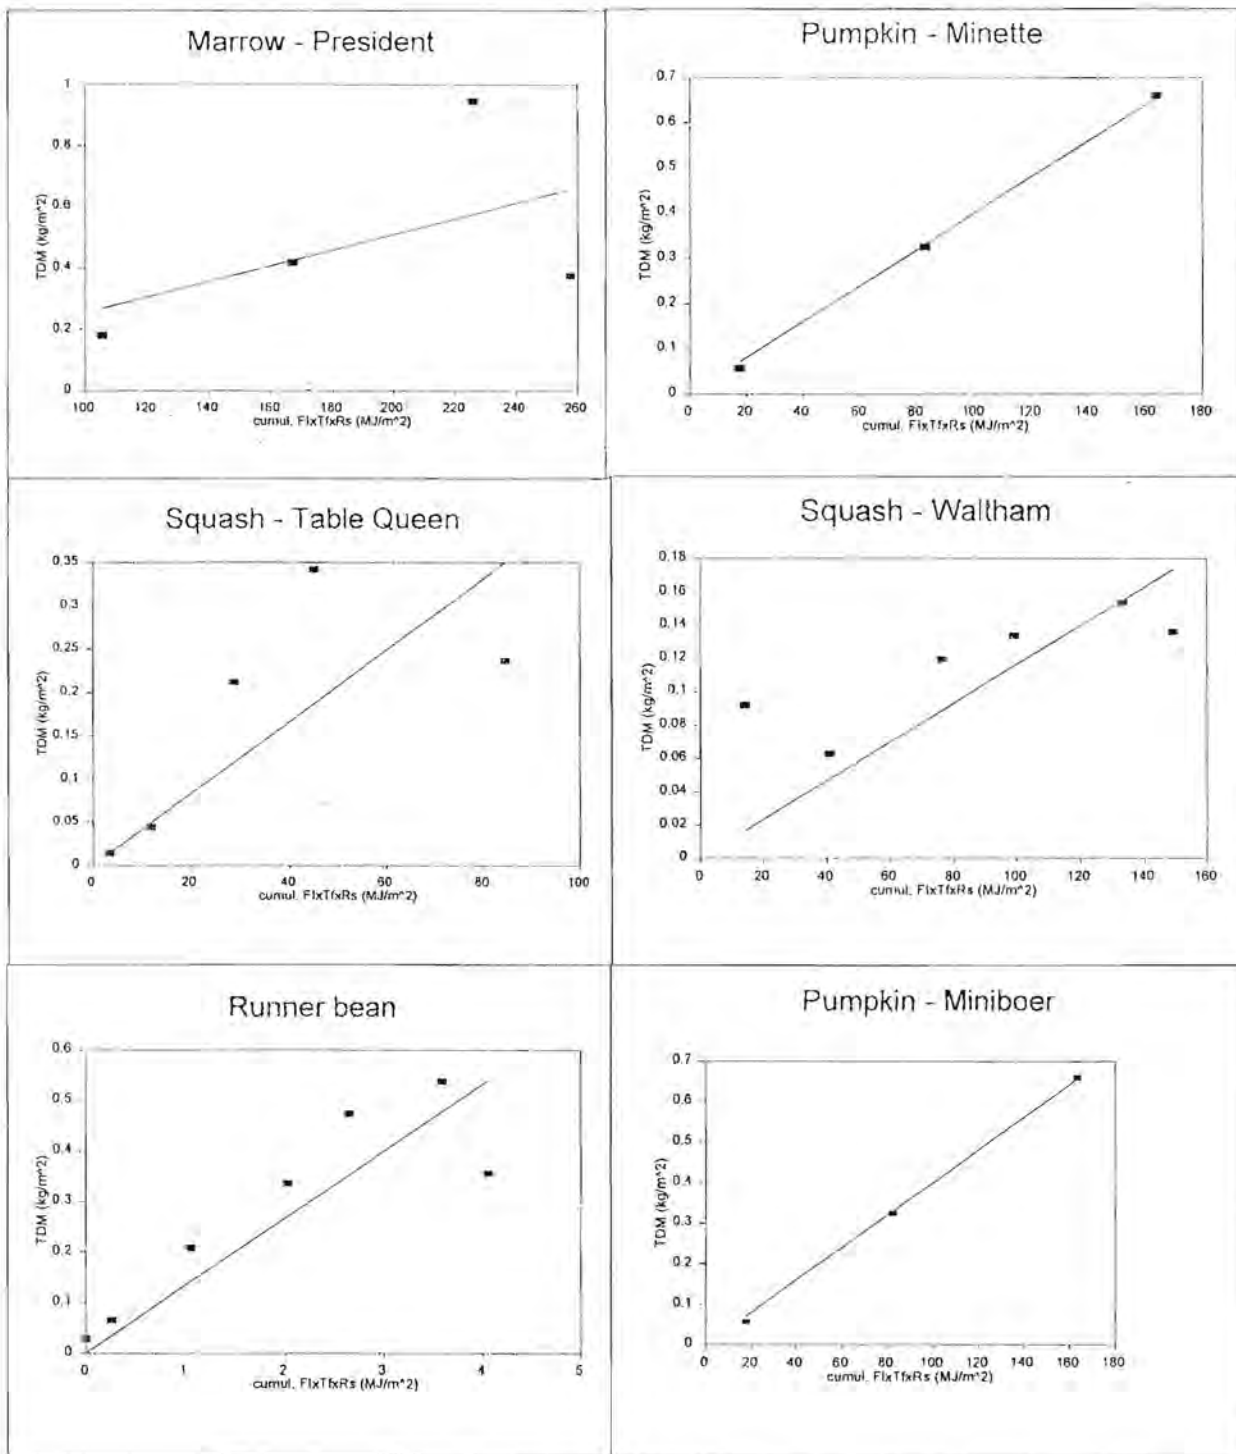 Marrow - President
1
0.8
0.6
0.4
0.2
0
TDM (kg/m^2)
100 120 140 160 180 200 220 240 260
cumul. FIxTfxRs (MJ/m^2)
Pumpkin - Minette
0.7
0.6
0.5
0.4
0.3
0.2
0.1
0
TDM (kg/m^2)
0 20 40 60 80 100 120 140 160 180
cumul. FIxTfxRs (MJ/m^2)
Squash - Table Queen
0.35
0.3
0.25
0.2
0.15
0.1
0.05
0
TDM (kg/m^2)
0 20 40 60 80 100
cumul. FIxTfxRs (MJ/m^2)
Squash - Waltham
0.18
0.16
0.14
0.12
0.1
0.08
0.06
0.04
0.02
0
TDM (kg/m^2)
0 20 40 60 80 100 120 140 160
cumul. FIxTfxRs (MJ/m^2)
Runner bean
0.6
0.5
0.4
0.3
0.2
0.1
0
TDM (kg/m^2)
0 1 2 3 4 5
cumul. FIxTfxRs (MJ/m^2)
Pumpkin - Miniboer
0.7
0.6
0.5
0.4
0.3
0.2
0.1
0
TDM (kg/m^2)
0 20 40 60 80 100 120 140 160 180
cumul. FIxTfxRs (MJ/m^2)